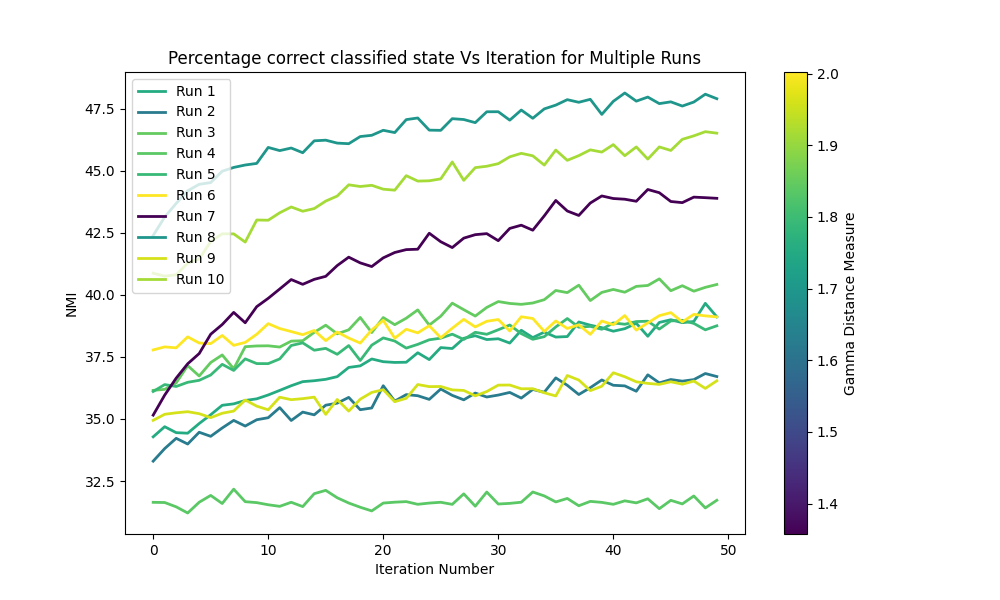 Percentage correct classified state Vs Iteration for Multiple Runs
Run 1
Run 2
Run 3
Run 4
Run 5
Run 6
Run 7
Run 8
Run 9
Run 10
47.5
45.0
42.5
40.0
37.5
35.0
32.5
NMI
0 10 20 30 40 50
Iteration Number
2.0
1.9
1.8
1.7
1.6
1.5
1.4
Gamma Distance Measure